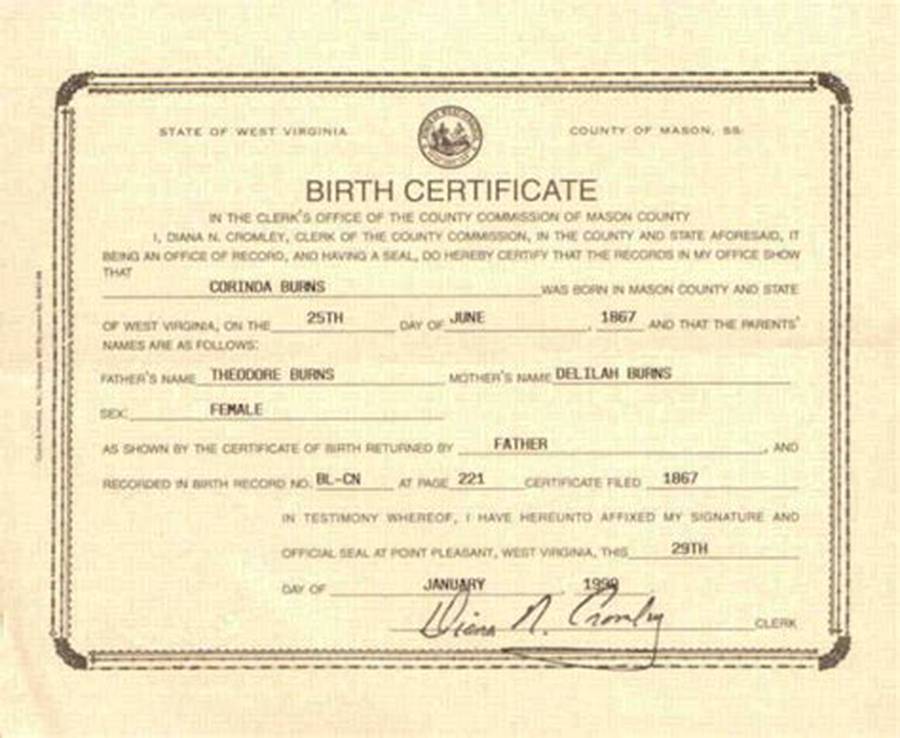 STATE OF WEST VIRGINIA COUNTY OF MASON, SS:
BIRTH CERTIFICATE
IN THE CLERK'S OFFICE OF THE COUNTY COMMISSION OF MASON COUNTY
I, DIANA N. CROMLEY, CLERK OF THE COUNTY COMMISSION, IN THE COUNTY AND STATE AFORESAID, IT
BEING AN OFFICE OF RECORD, AND HAVING A SEAL, DO HEREBY CERTIFY THAT THE RECORDS IN MY OFFICE SHOW
THAT
CORINDA BURNS WAS BORN IN MASON COUNTY AND STATE
OF WEST VIRGINIA, ON THE 25TH DAY OF JUNE, 1867 AND THAT THE PARENTS'
NAMES ARE AS FOLLOWS:
FATHER'S NAME THEODORE BURNS MOTHER'S NAME DELILAH BURNS
SEX: FEMALE
AS SHOWN BY THE CERTIFICATE OF BIRTH RETURNED BY FATHER, AND
RECORDED IN BIRTH RECORD NO. BL-CN AT PAGE 221 CERTIFICATE FILED 1867
IN TESTIMONY WHEREOF, I HAVE HEREUNTO AFFIXED MY SIGNATURE AND
OFFICIAL SEAL AT POINT PLEASANT, WEST VIRGINIA, THIS 29TH
DAY OF JANUARY 1999
Diana N. Cromley CLERK